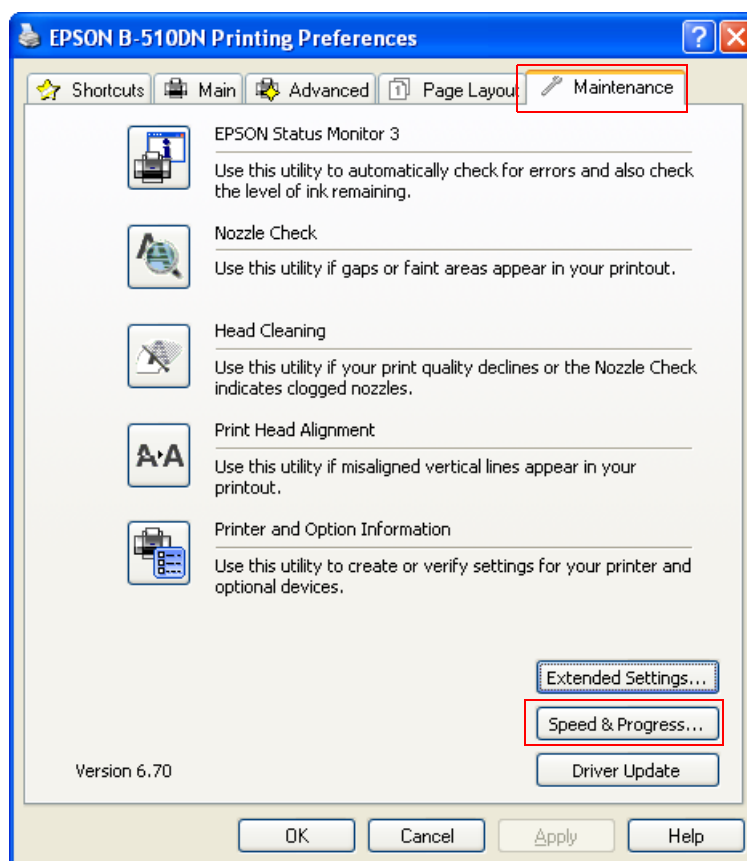 EPSON B-510DN Printing Preferences
Shortcuts Main Advanced 1 Page Layout Maintenance
EPSON Status Monitor 3
Use this utility to automatically check for errors and also check
the level of ink remaining.
Nozzle Check
Use this utility if gaps or faint areas appear in your printout.
Head Cleaning
Use this utility if your print quality declines or the Nozzle Check
indicates clogged nozzles.
Print Head Alignment
A A
Use this utility if misaligned vertical lines appear in your
printout.
Printer and Option Information
Use this utility to create or verify settings for your printer and
optional devices.
Extended Settings...
Speed & Progress...
Version 6.70 Driver Update
OK Cancel Apply Help